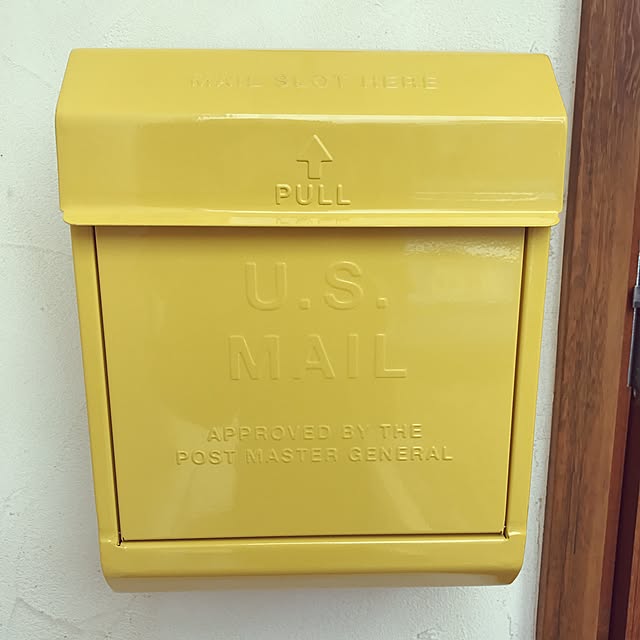 MAIL SLOT HERE
PULL
U.S.
MAIL
APPROVED BY THE
POST MASTER GENERAL